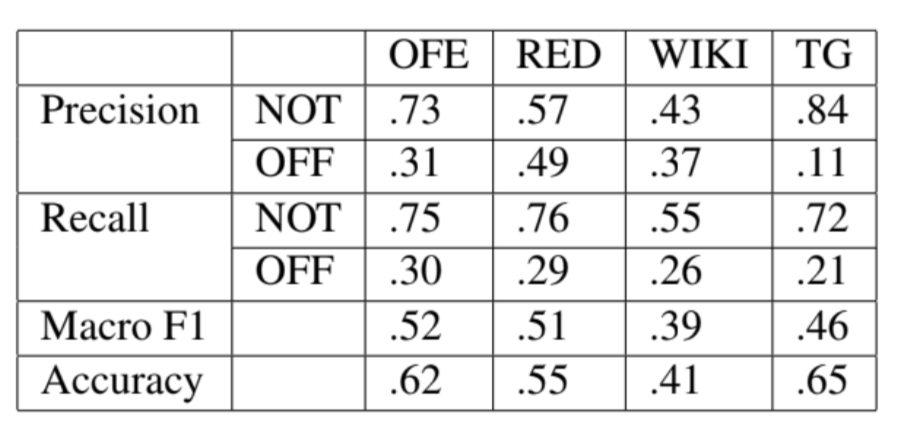 OFE RED WIKI TG
Precision NOT .73 .57 .43 .84
OFF .31 .49 .37 .11
Recall NOT .75 .76 .55 .72
OFF .30 .29 .26 .21
Macro F1 .52 .51 .39 .46
Accuracy .62 .55 .41 .65